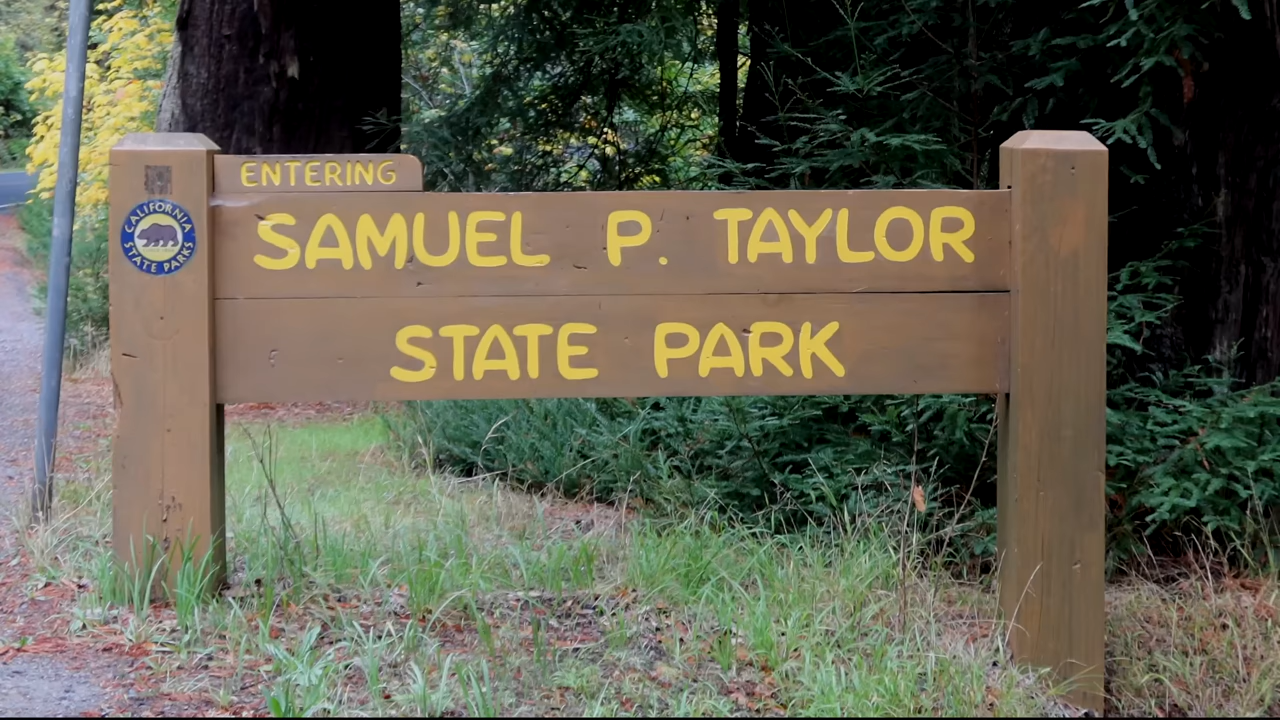 ENTERING
SAMUEL P. TAYLOR
STATE PARK
CALIFORNIA
STATE PARKS